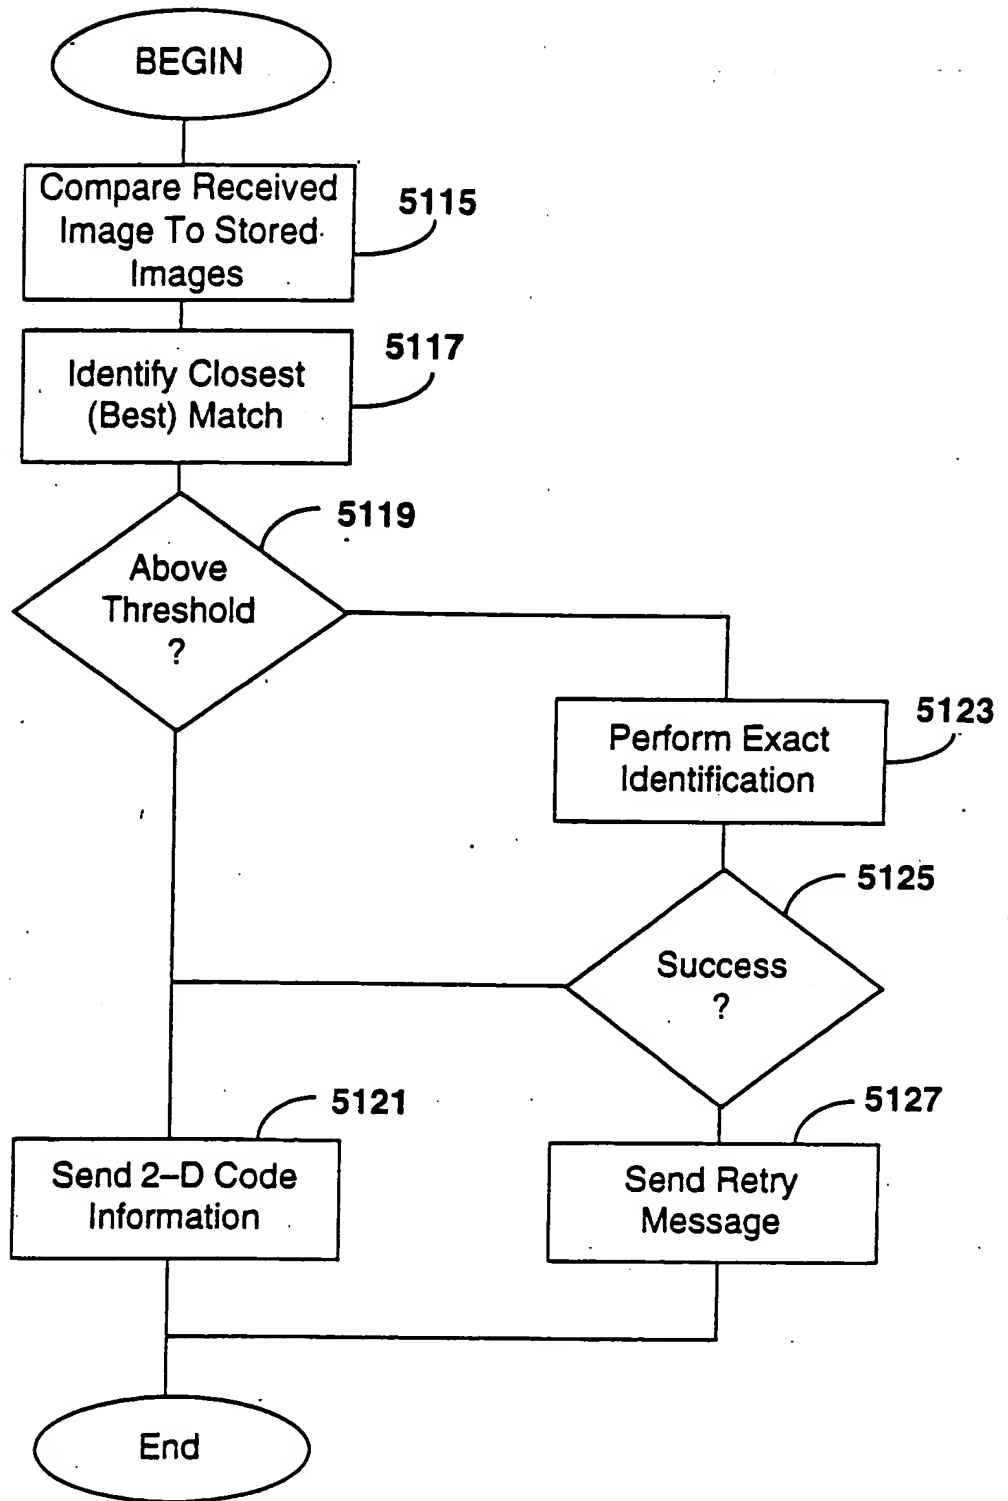 BEGIN
Compare Received
Image To Stored
Images
5115
Identify Closest
(Best) Match
5117
Above
Threshold
?
5119
Perform Exact
Identification
5123
Success
?
5125
Send 2-D Code
Information
5121
Send Retry
Message
5127
End